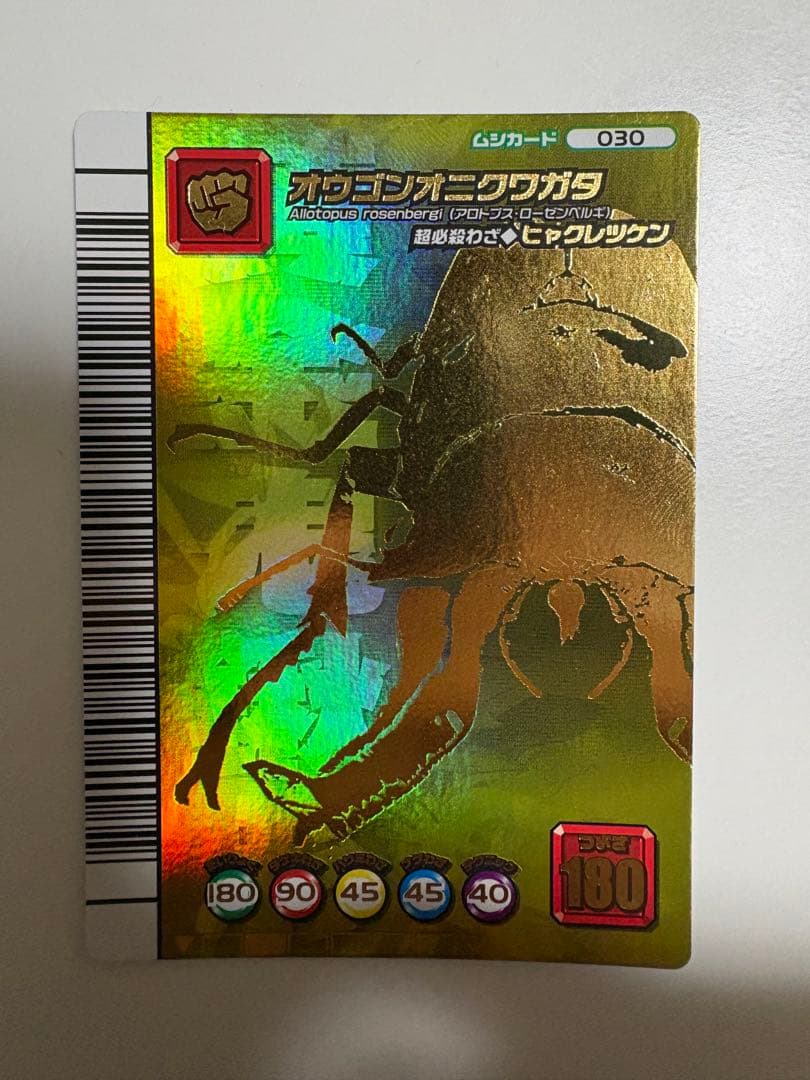 ムシカード 030
オウゴンオニクワガタ
Allotopus rosenbergi (アロトプス・ローゼンベルギ)
超必殺わざ◆ヒャクレツケン
180 90 45 45 40
つよさ
180